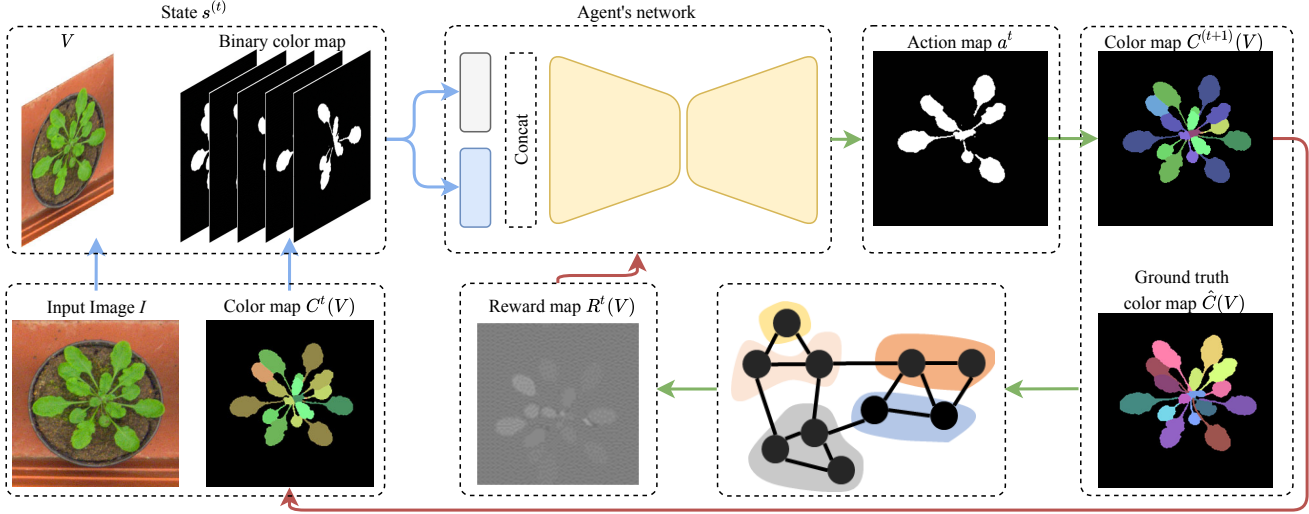 State s^(t)
Agent's network
V
Binary color map
Concat
Action map a^t
Color map C^(t+1)(V)
Input Image I
Color map C^t(V)
Reward map R^t(V)
Ground truth
color map Ĉ(V)